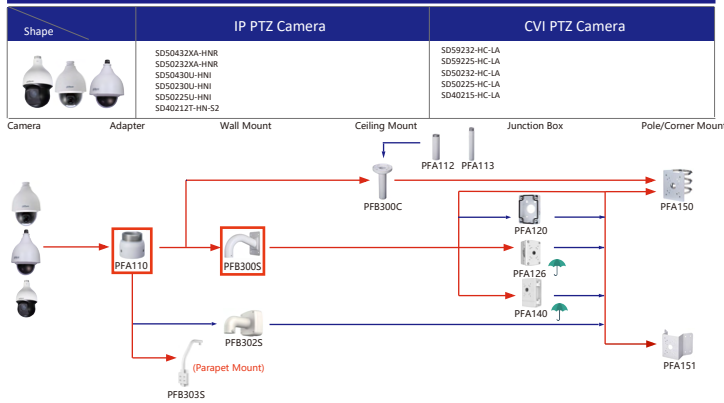 Shape
IP PTZ Camera
CVI PTZ Camera
SD50432XA-HNR
SD50232XA-HNR
SD50430U-HNI
SD50230U-HNI
SD50225U-HNI
SD40212T-HN-S2
SD59232-HC-LA
SD59225-HC-LA
SD50232-HC-LA
SD50225-HC-LA
SD40215-HC-LA
Camera
Adapter
Wall Mount
Ceiling Mount
Junction Box
Pole/Corner Mount
PFA112
PFA113
PFB300C
PFA150
PFA120
PFA110
PFB300S
PFA126
PFA140
PFB302S
PFA151
(Parapet Mount)
PFB303S